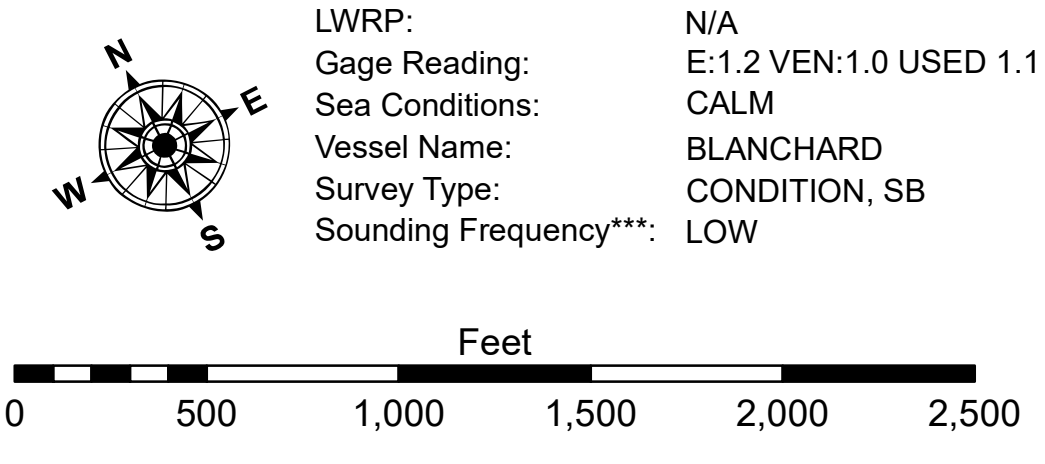 N
E
W
S
LWRP: N/A
Gage Reading: E:1.2 VEN:1.0 USED 1.1
Sea Conditions: CALM
Vessel Name: BLANCHARD
Survey Type: CONDITION, SB
Sounding Frequency***: LOW
Feet
0 500 1,000 1,500 2,000 2,500